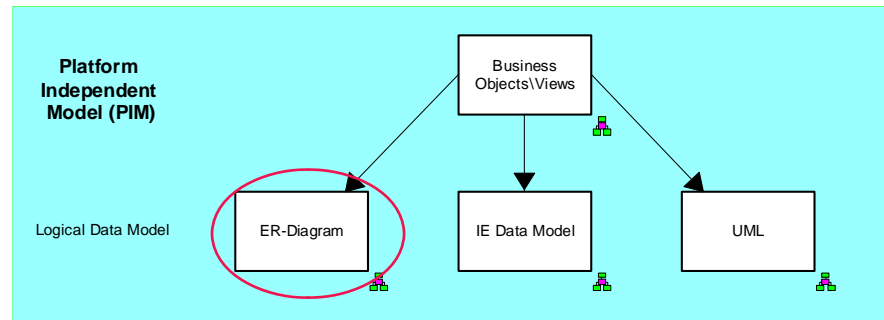 Platform
Independent
Model (PIM)
Business
Objects\Views
Logical Data Model
ER-Diagram
IE Data Model
UML